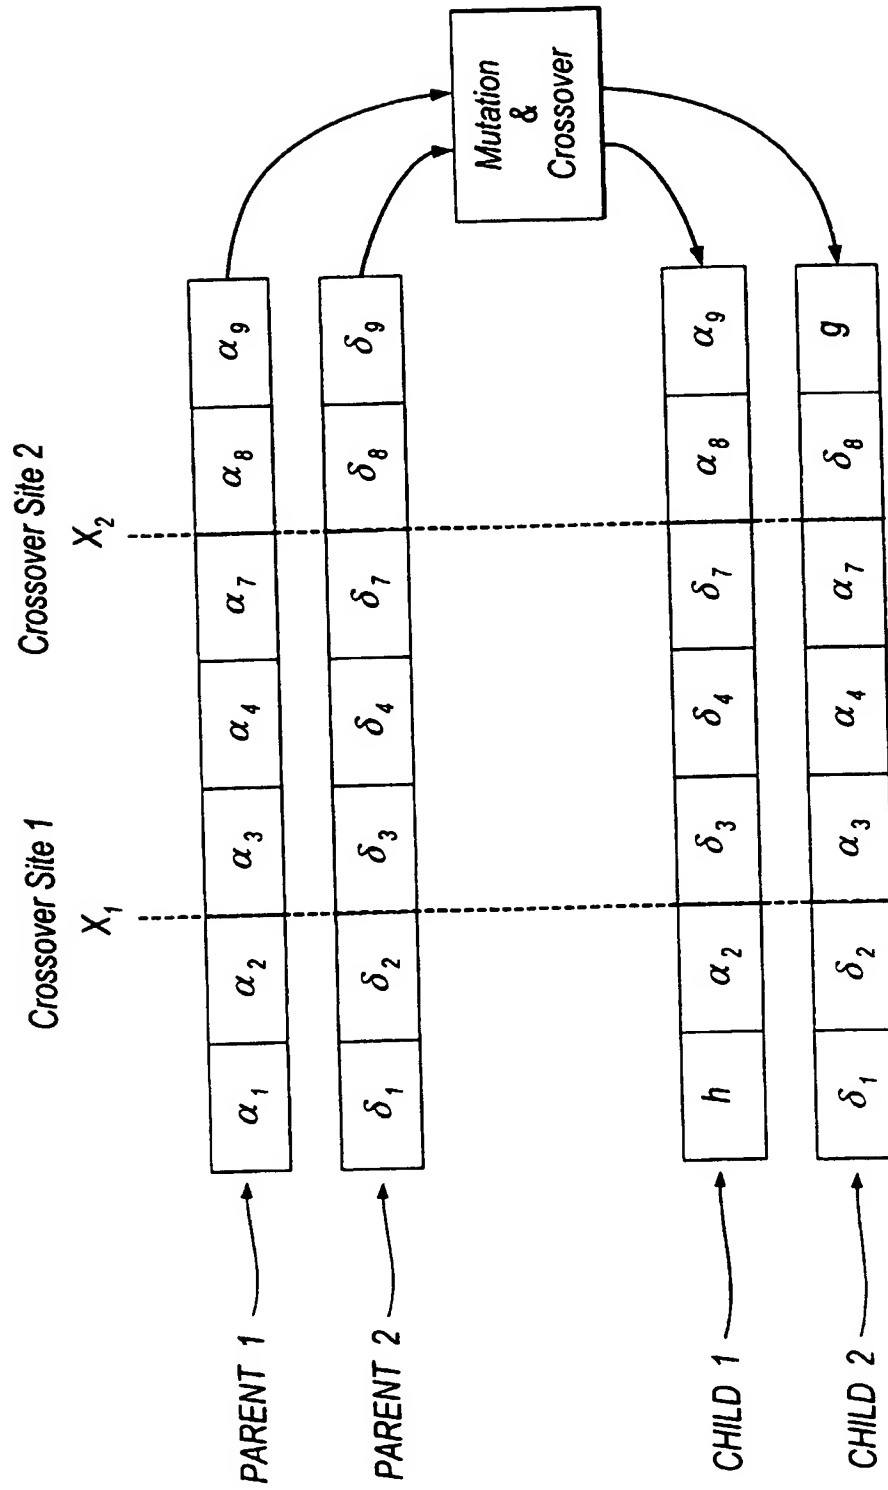 Crossover Site 1 Crossover Site 2
X₁ X₂
PARENT 1 α₁ α₂ α₃ α₄ α₇ α₈ α₉
PARENT 2 δ₁ δ₂ δ₃ δ₄ δ₇ δ₈ δ₉
Mutation
&
Crossover
CHILD 1 h α₂ δ₃ δ₄ δ₇ α₈ α₉
CHILD 2 δ₁ δ₂ α₃ α₄ α₇ δ₈ g